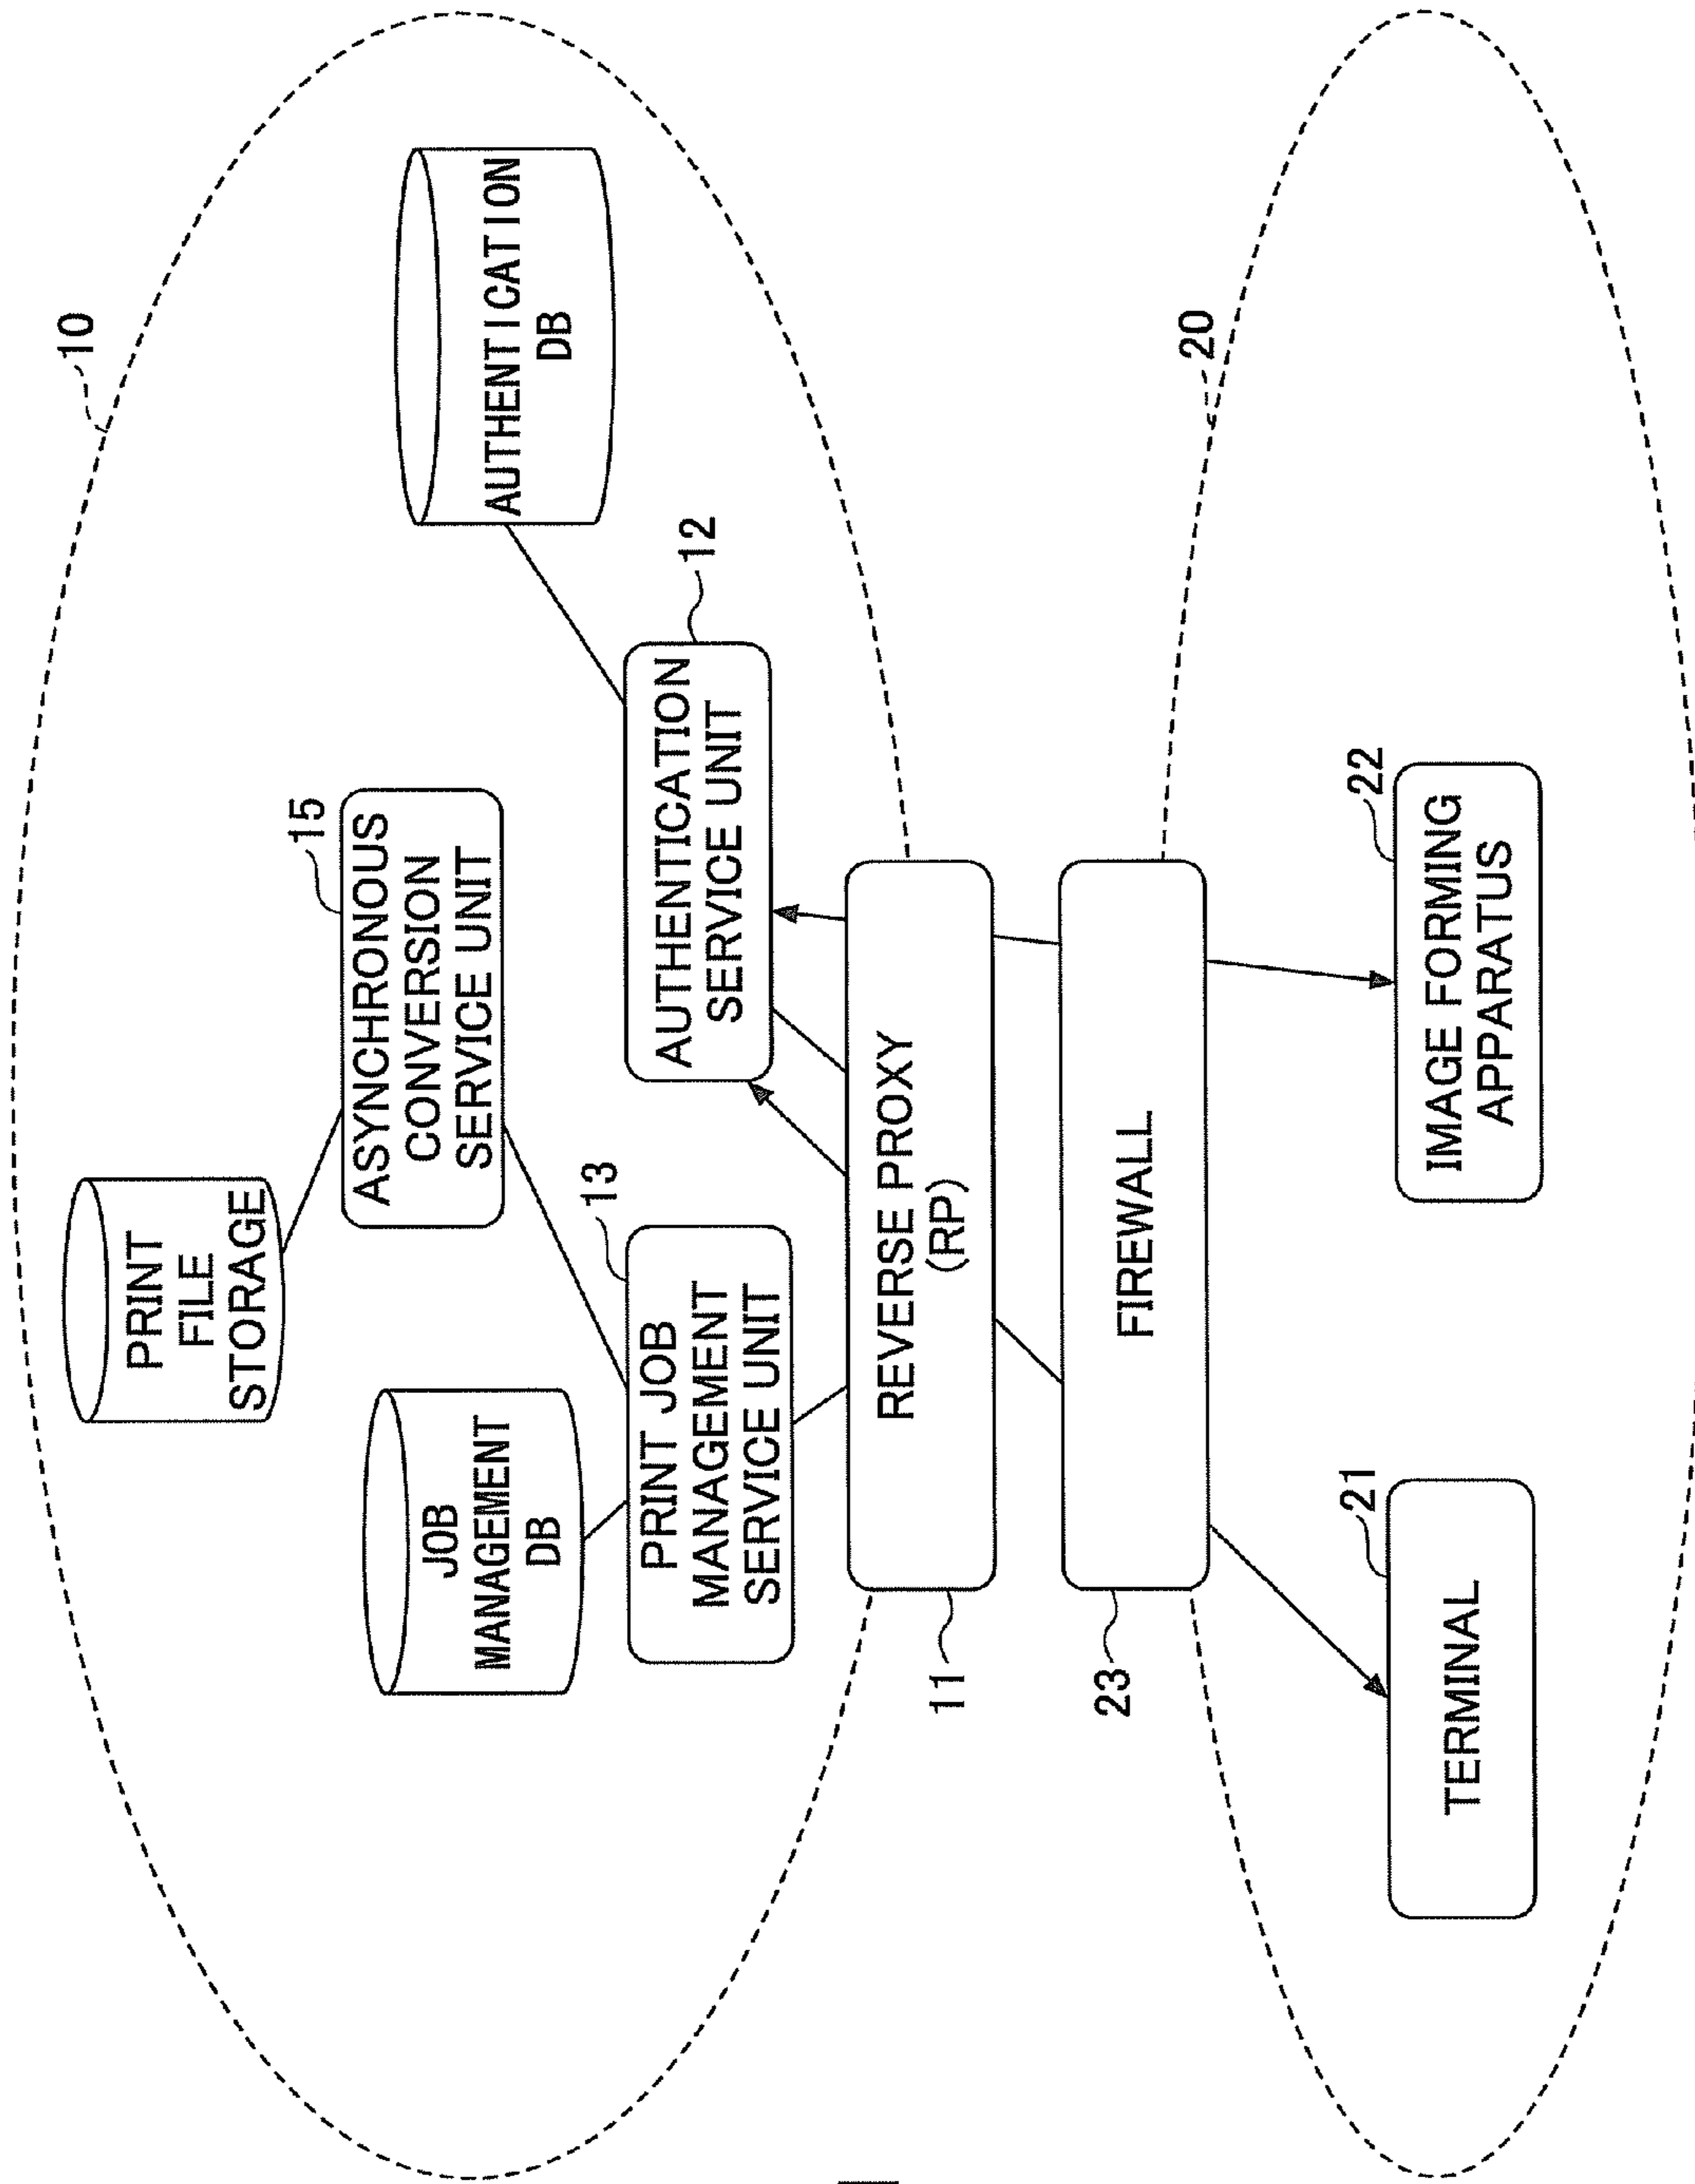 10
PRINT
FILE
STORAGE
15
ASYNCHRONOUS
CONVERSION
SERVICE UNIT
JOB
MANAGEMENT
DB
13
PRINT JOB
MANAGEMENT
SERVICE UNIT
12
AUTHENTICATION
SERVICE UNIT
AUTHENTICATION
DB
11
REVERSE PROXY
(RP)
23
FIREWALL
20
21
TERMINAL
22
IMAGE FORMING
APPARATUS